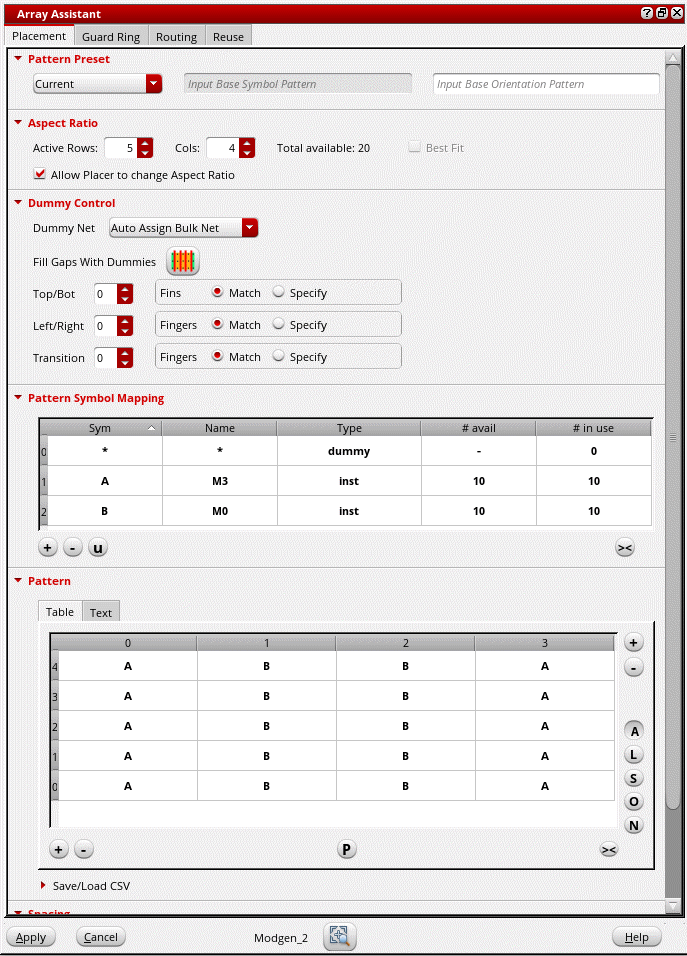 Array Assistant
Placement Guard Ring Routing Reuse
Pattern Preset
Current Input Base Symbol Pattern Input Base Orientation Pattern
Aspect Ratio
Active Rows: 5 Cols: 4 Total available: 20 Best Fit
Allow Placer to change Aspect Ratio
Dummy Control
Dummy Net Auto Assign Bulk Net
Fill Gaps With Dummies
Top/Bot 0 Fins Match Specify
Left/Right 0 Fingers Match Specify
Transition 0 Fingers Match Specify
Pattern Symbol Mapping
Sym Name Type # avail # in use
0 * * dummy - 0
1 A M3 inst 10 10
2 B M0 inst 10 10
+ - u ><
Pattern
Table Text
0 1 2 3 +
4 A B B A -
3 A B B A
2 A B B A A
1 A B B A L
0 A B B A S
O
N
+ - P ><
Save/Load CSV
Spacing
Apply Cancel Modgen_2 Help